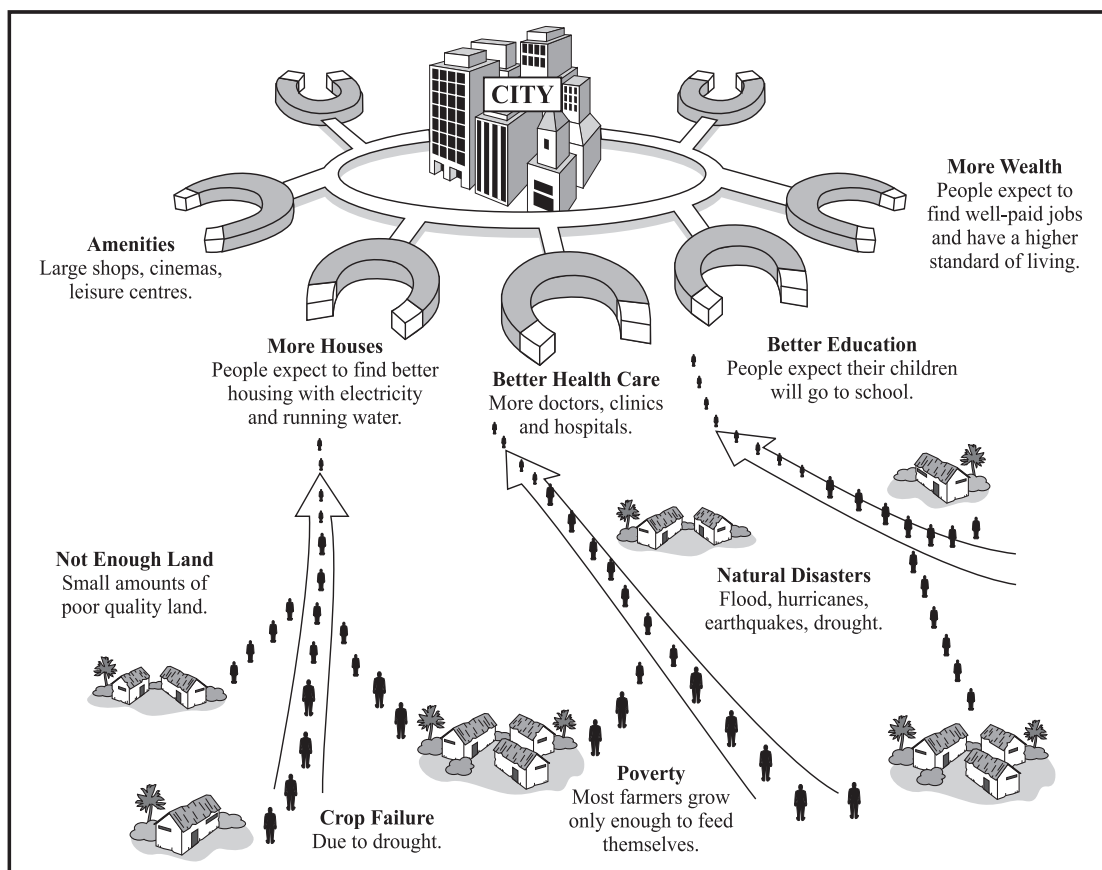 CITY
More Wealth
People expect to
find well-paid jobs
and have a higher
standard of living.
Amenities
Large shops, cinemas,
leisure centres.
More Houses
People expect to find better
housing with electricity
and running water.
Better Health Care
More doctors, clinics
and hospitals.
Better Education
People expect their children
will go to school.
Not Enough Land
Small amounts of
poor quality land.
Natural Disasters
Flood, hurricanes,
earthquakes, drought.
Crop Failure
Due to drought.
Poverty
Most farmers grow
only enough to feed
themselves.